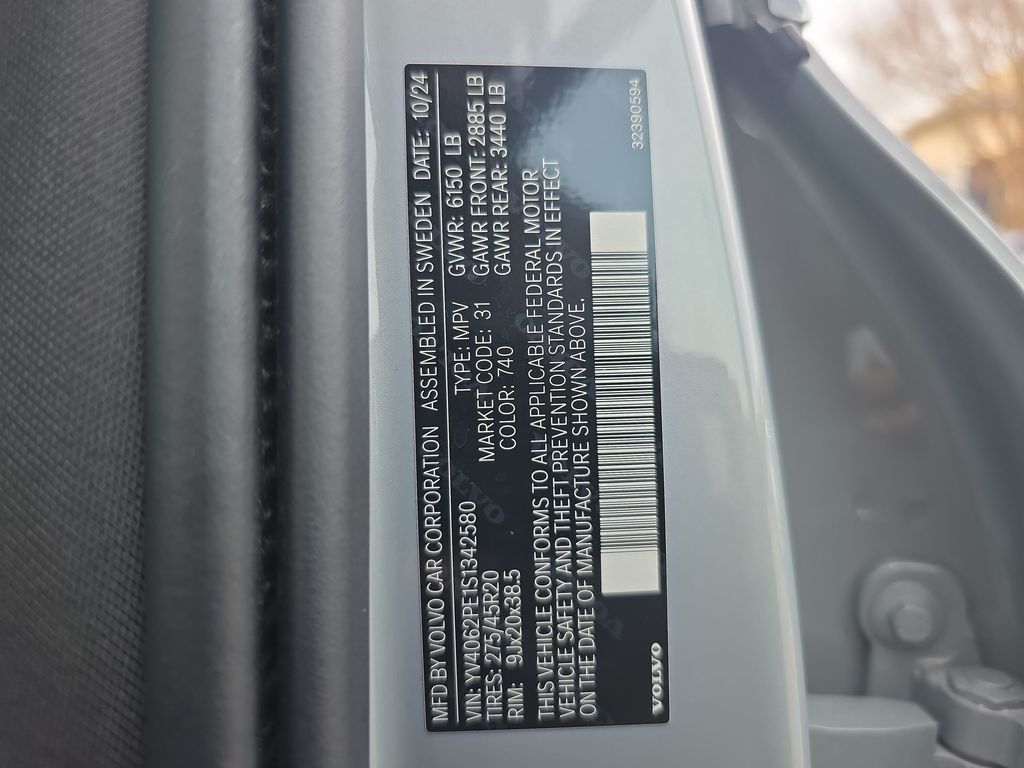 MFD BY VOLVO CAR CORPORATION ASSEMBLED IN SWEDEN DATE: 10/24
VIN: YV4062PE1S1342580 TYPE: MPV GVWR: 6150 LB
TIRES: 275/45R20 MARKET CODE: 31 GAWR FRONT: 2885 LB
RIM: 9Jx20x38.5 COLOR: 740 GAWR REAR: 3440 LB
THIS VEHICLE CONFORMS TO ALL APPLICABLE FEDERAL MOTOR
VEHICLE SAFETY AND THEFT PREVENTION STANDARDS IN EFFECT
ON THE DATE OF MANUFACTURE SHOWN ABOVE.
VOLVO 32390594